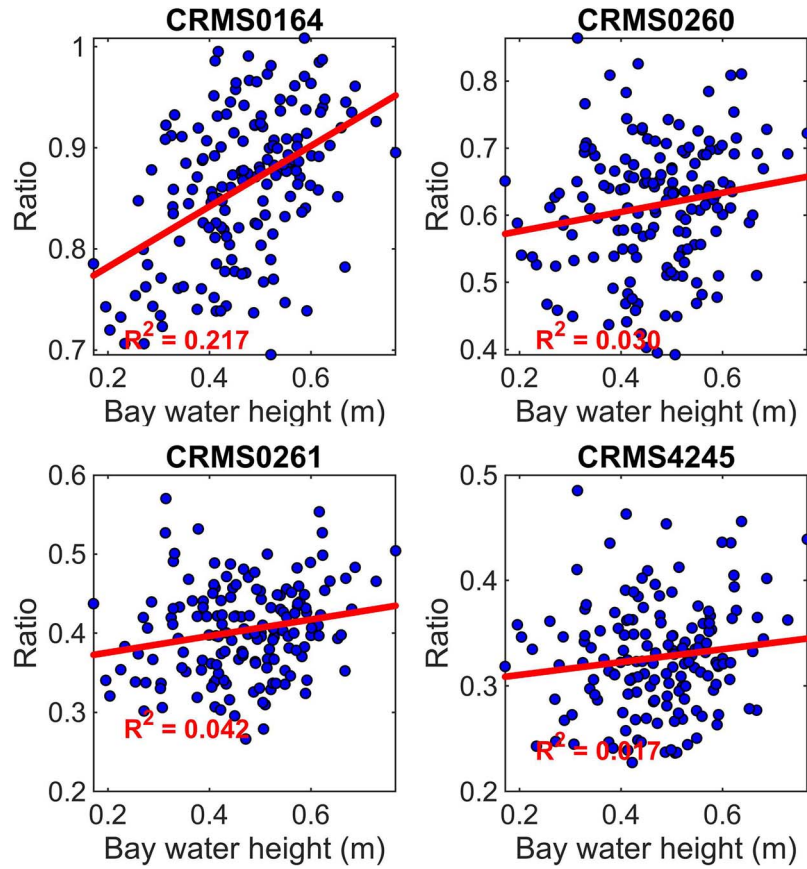 CRMS0164
1
0.9
0.8
0.7
Ratio
R² = 0.217
0.2 0.4 0.6
Bay water height (m)
CRMS0260
0.8
0.7
0.6
0.5
0.4
Ratio
R² = 0.030
0.2 0.4 0.6
Bay water height (m)
CRMS0261
0.6
0.5
0.4
0.3
0.2
Ratio
R² = 0.042
0.2 0.4 0.6
Bay water height (m)
CRMS4245
0.5
0.4
0.3
0.2
Ratio
R² = 0.017
0.2 0.4 0.6
Bay water height (m)